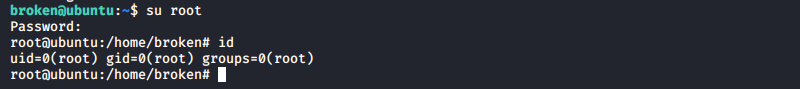 broken@ubuntu:~$ su root
Password:
root@ubuntu:/home/broken# id
uid=0(root) gid=0(root) groups=0(root)
root@ubuntu:/home/broken#